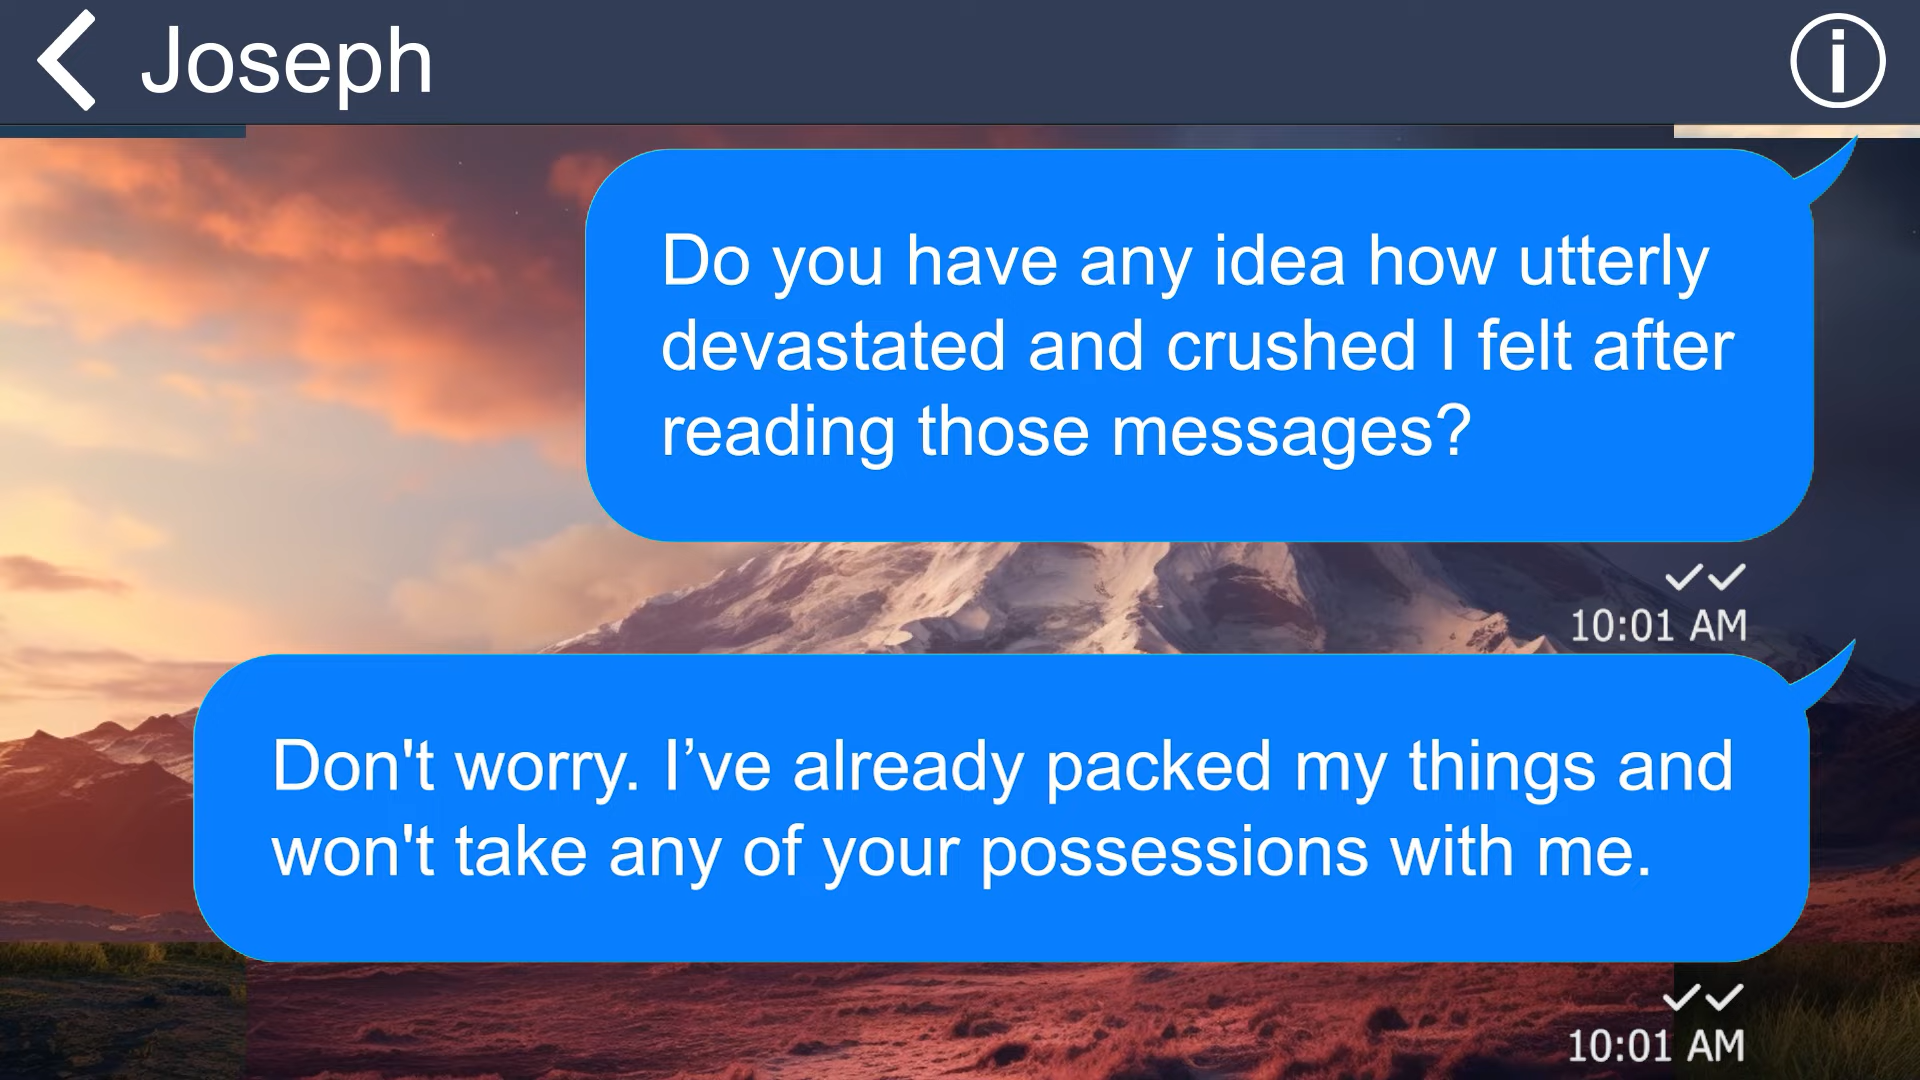 Joseph
Do you have any idea how utterly
devastated and crushed I felt after
reading those messages?
10:01 AM
Don't worry. I’ve already packed my things and
won't take any of your possessions with me.
10:01 AM